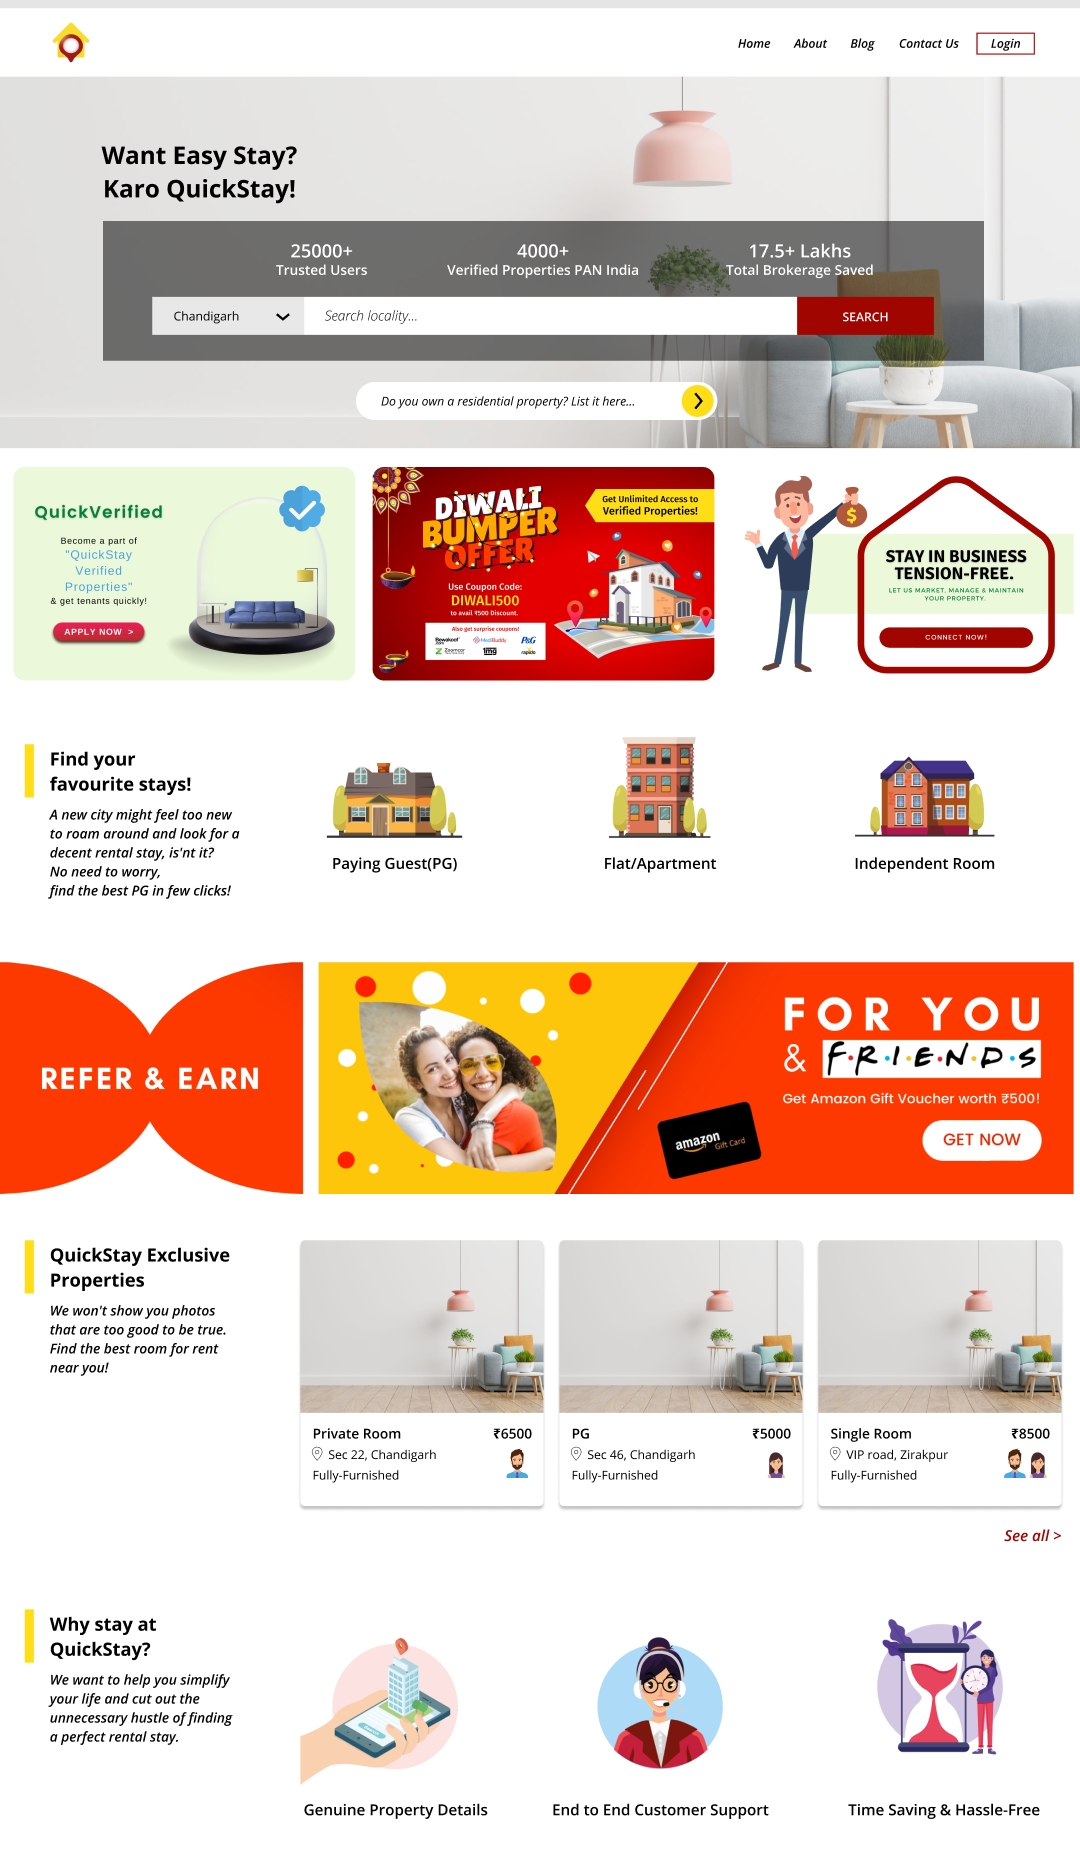 Home About Blog Contact Us Login
Want Easy Stay?
Karo QuickStay!
25000+
Trusted Users
4000+
Verified Properties PAN India
17.5+ Lakhs
Total Brokerage Saved
Chandigarh
Search locality...
SEARCH
Do you own a residential property? List it here...
QuickVerified
Become a part of
"QuickStay
Verified
Properties"
& get tenants quickly!
APPLY NOW >
DIWALI
BUMPER
OFFER
Use Coupon Code:
DIWALI500
to avail ₹500 Discount.
Also get surprise coupons!
Bewakoof.com
MedBuddy
P&G
Zoomcar
1mg
rapido
Get Unlimited Access to
Verified Properties!
$
STAY IN BUSINESS
TENSION-FREE.
LET US MARKET, MANAGE & MAINTAIN
YOUR PROPERTY.
CONNECT NOW!
Find your
favourite stays!
A new city might feel too new
to roam around and look for a
decent rental stay, is'nt it?
No need to worry,
find the best PG in few clicks!
Paying Guest(PG)
Flat/Apartment
Independent Room
REFER & EARN
FOR YOU
& F·R·I·E·N·D·S
Get Amazon Gift Voucher worth ₹500!
GET NOW
amazon
Gift Card
QuickStay Exclusive
Properties
We won't show you photos
that are too good to be true.
Find the best room for rent
near you!
Private Room ₹6500
Sec 22, Chandigarh
Fully-Furnished
PG ₹5000
Sec 46, Chandigarh
Fully-Furnished
Single Room ₹8500
VIP road, Zirakpur
Fully-Furnished
See all >
Why stay at
QuickStay?
We want to help you simplify
your life and cut out the
unnecessary hustle of finding
a perfect rental stay.
Genuine Property Details
End to End Customer Support
Time Saving & Hassle-Free